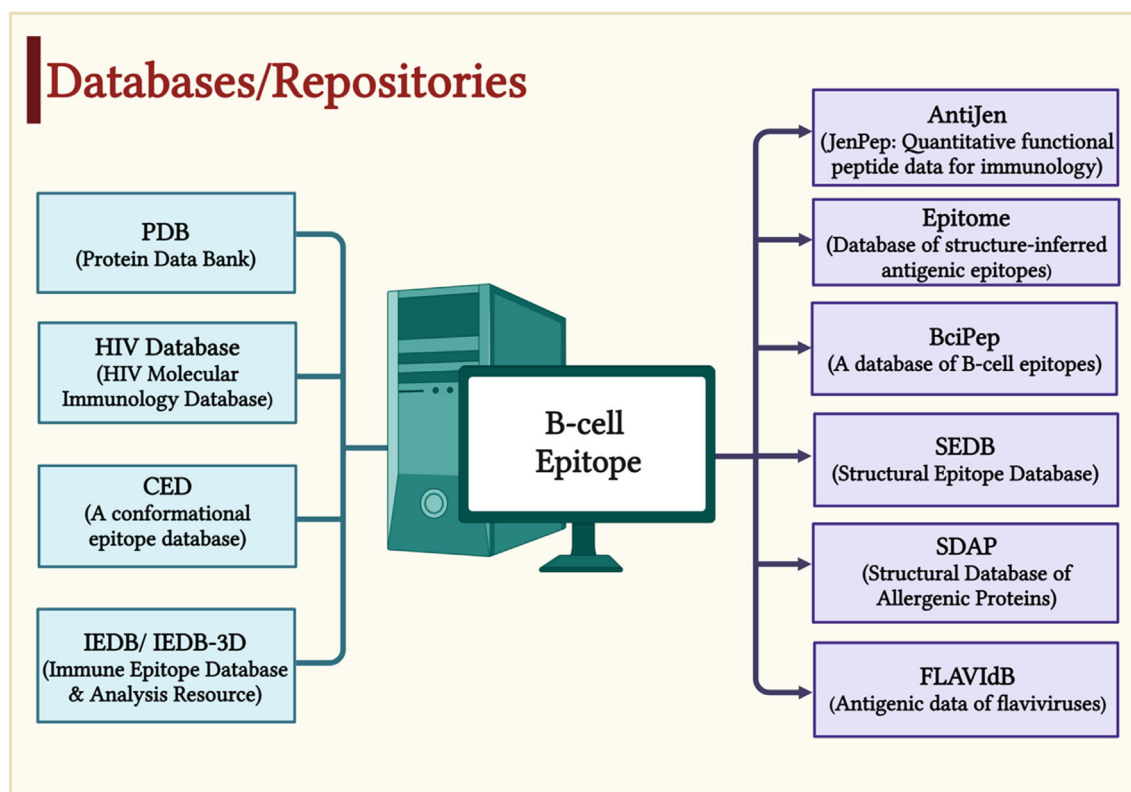 Databases/Repositories
PDB
(Protein Data Bank)
HIV Database
(HIV Molecular
Immunology Database)
CED
(A conformational
epitope database)
IEDB/ IEDB-3D
(Immune Epitope Database
& Analysis Resource)
B-cell
Epitope
AntiJen
(JenPep: Quantitative functional
peptide data for immunology)
Epitome
(Database of structure-inferred
antigenic epitopes)
BciPep
(A database of B-cell epitopes)
SEDB
(Structural Epitope Database)
SDAP
(Structural Database of
Allergenic Proteins)
FLAVIdB
(Antigenic data of flaviviruses)